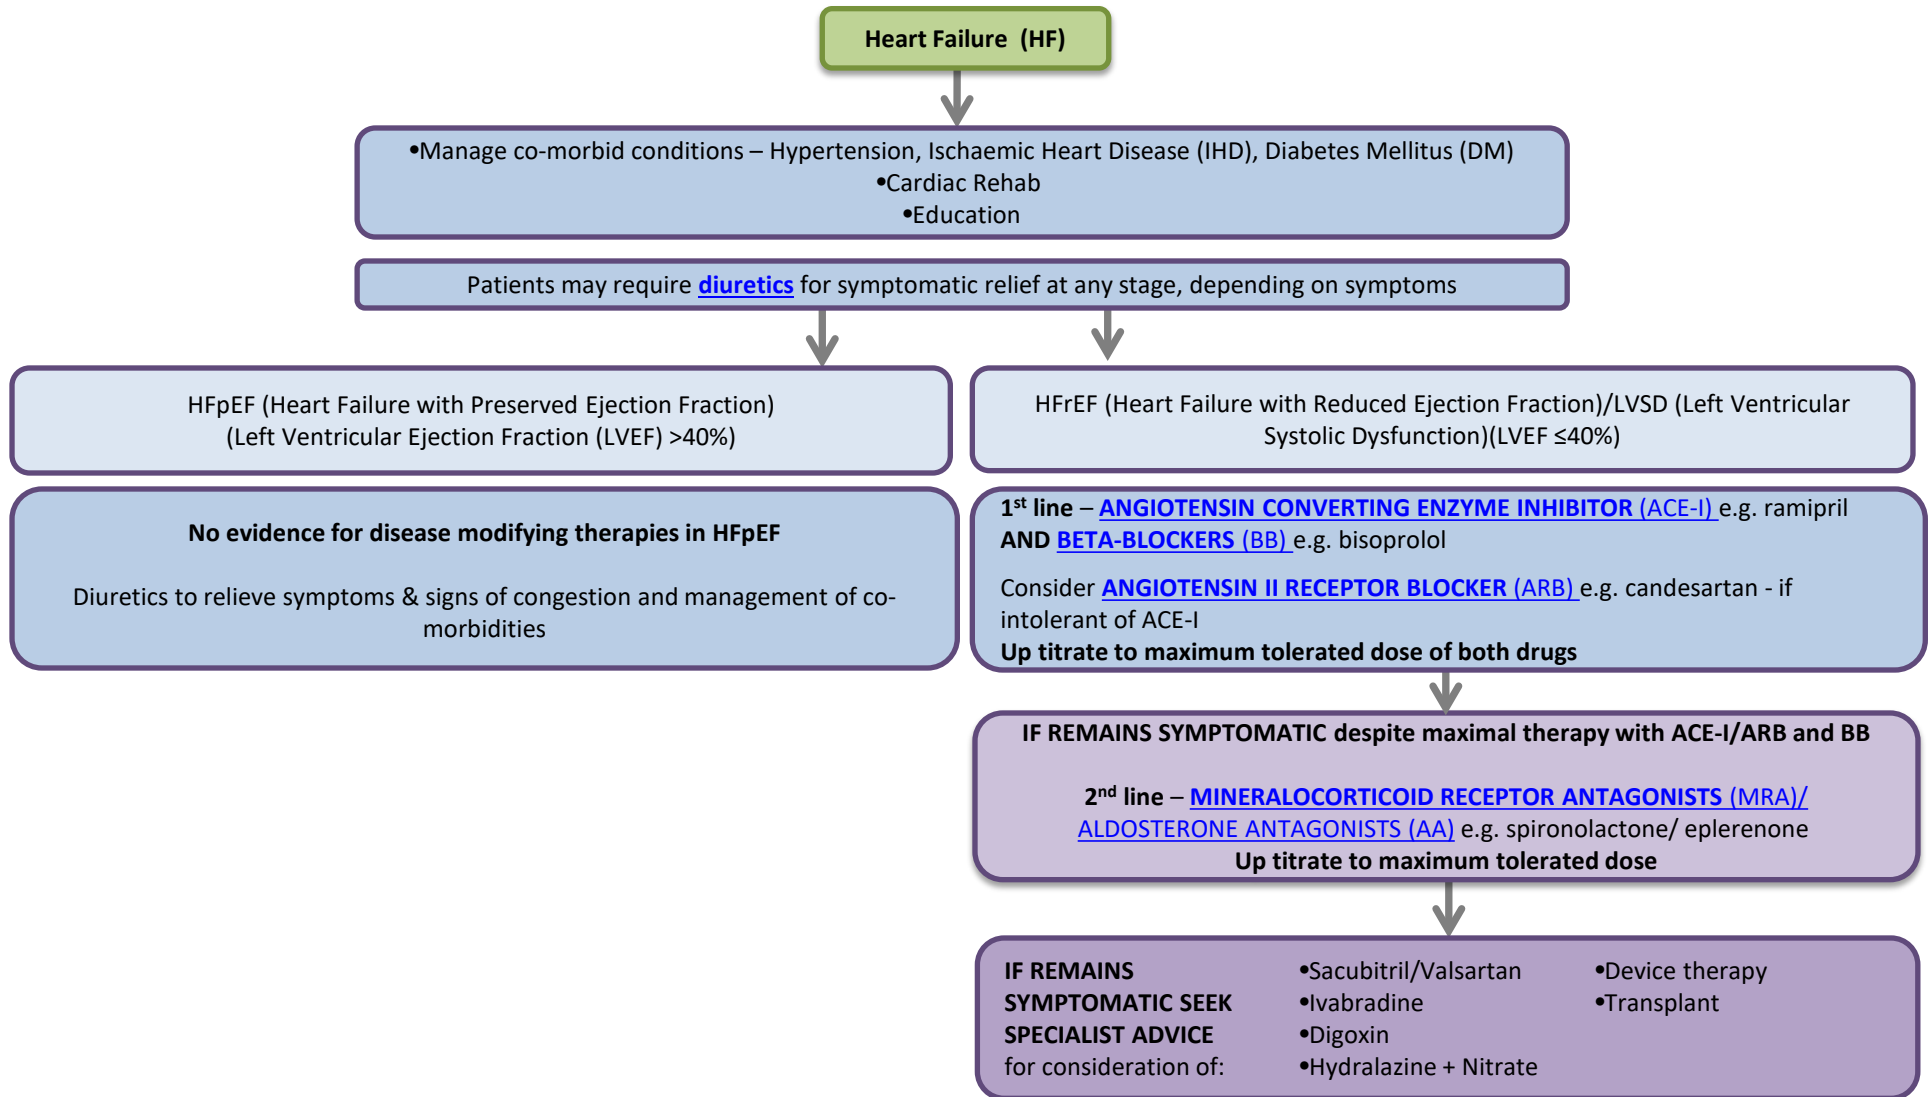 Heart Failure (HF)
•Manage co-morbid conditions – Hypertension, Ischaemic Heart Disease (IHD), Diabetes Mellitus (DM)
•Cardiac Rehab
•Education
Patients may require diuretics for symptomatic relief at any stage, depending on symptoms
HFpEF (Heart Failure with Preserved Ejection Fraction)
(Left Ventricular Ejection Fraction (LVEF) >40%)
HFrEF (Heart Failure with Reduced Ejection Fraction)/LVSD (Left Ventricular
Systolic Dysfunction)(LVEF ≤40%)
No evidence for disease modifying therapies in HFpEF
Diuretics to relieve symptoms & signs of congestion and management of co-
morbidities
1st line – ANGIOTENSIN CONVERTING ENZYME INHIBITOR (ACE-I) e.g. ramipril
AND BETA-BLOCKERS (BB) e.g. bisoprolol
Consider ANGIOTENSIN II RECEPTOR BLOCKER (ARB) e.g. candesartan - if
intolerant of ACE-I
Up titrate to maximum tolerated dose of both drugs
IF REMAINS SYMPTOMATIC despite maximal therapy with ACE-I/ARB and BB
2nd line – MINERALOCORTICOID RECEPTOR ANTAGONISTS (MRA)/
ALDOSTERONE ANTAGONISTS (AA) e.g. spironolactone/ eplerenone
Up titrate to maximum tolerated dose
IF REMAINS
SYMPTOMATIC SEEK
SPECIALIST ADVICE
for consideration of:
•Sacubitril/Valsartan
•Ivabradine
•Digoxin
•Hydralazine + Nitrate
•Device therapy
•Transplant